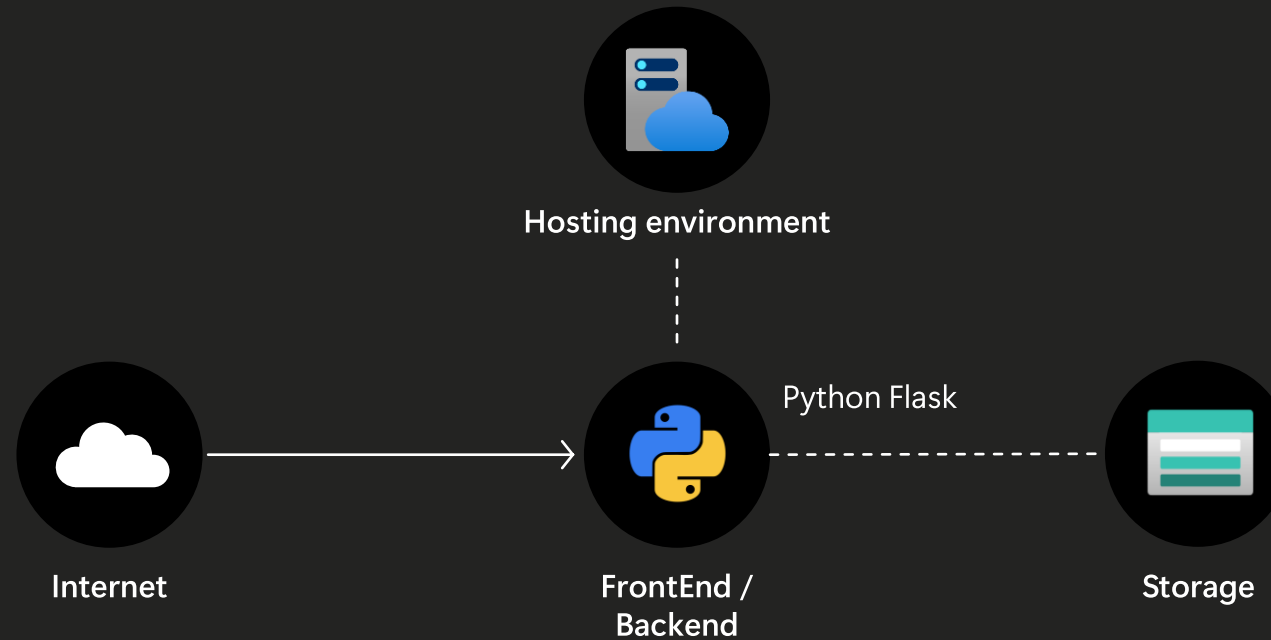 Hosting environment
Python Flask
Internet
FrontEnd /
Backend
Storage